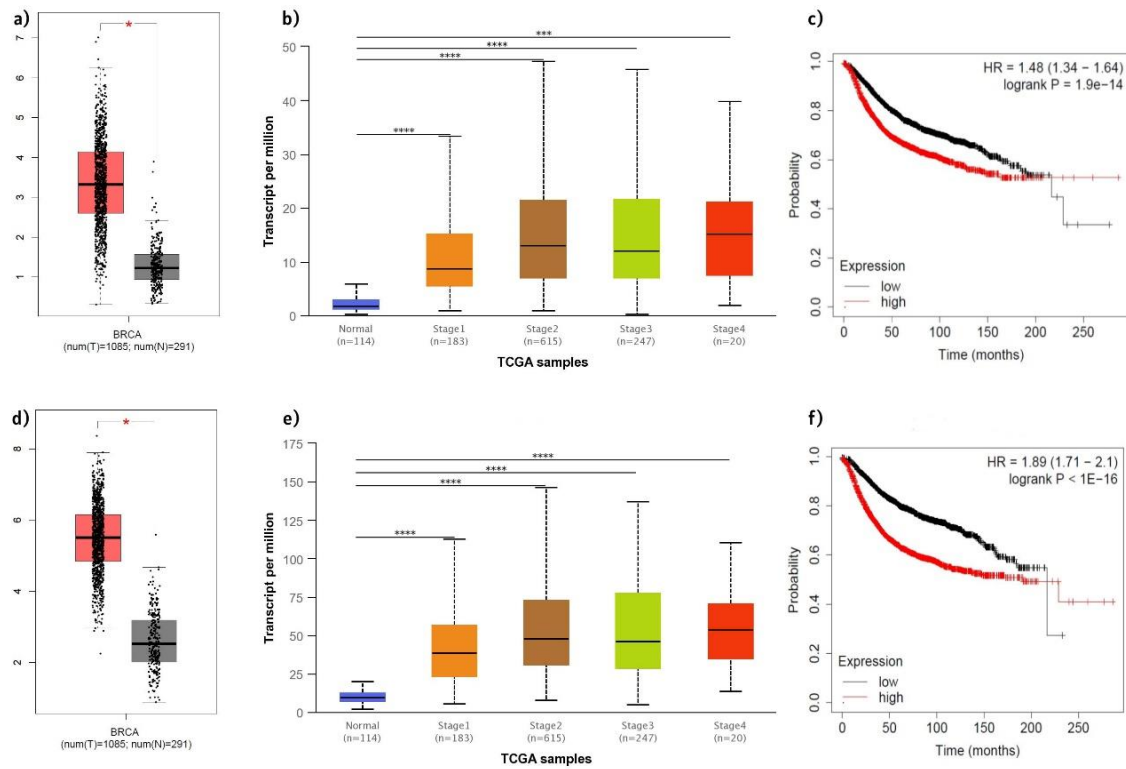 a)
7
6
5
4
3
2
1
*
BRCA
(num(T)=1085; num(N)=291)
b)
Transcript per million
50
40
30
20
10
0
***
****
****
****
Normal
(n=114)
Stage1
(n=183)
Stage2
(n=615)
Stage3
(n=247)
Stage4
(n=20)
TCGA samples
c)
HR = 1.48 (1.34 − 1.64)
logrank P = 1.9e−14
Probability
1.0
0.8
0.6
0.4
0.2
0.0
Expression
low
high
0 50 100 150 200 250
Time (months)
d)
8
6
4
2
*
BRCA
(num(T)=1085; num(N)=291)
e)
Transcript per million
175
150
125
100
75
50
25
0
****
****
****
****
Normal
(n=114)
Stage1
(n=183)
Stage2
(n=615)
Stage3
(n=247)
Stage4
(n=20)
TCGA samples
f)
HR = 1.89 (1.71 − 2.1)
logrank P < 1E−16
Probability
1.0
0.8
0.6
0.4
0.2
0.0
Expression
low
high
0 50 100 150 200 250
Time (months)